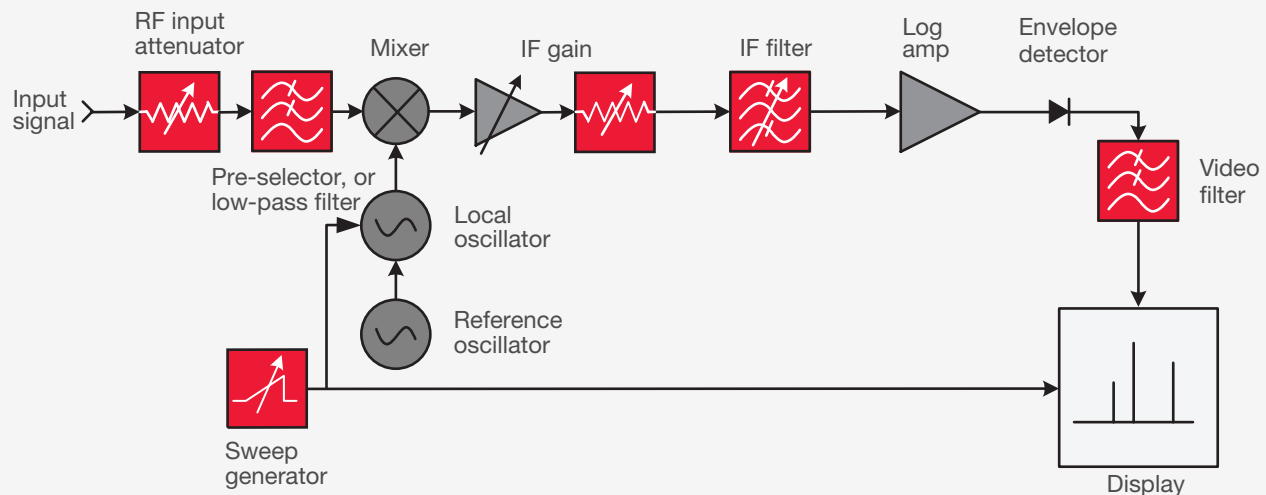 RF input
attenuator
Mixer
IF gain
IF filter
Log
amp
Envelope
detector
Input
signal
Pre-selector, or
low-pass filter
Video
filter
Local
oscillator
Reference
oscillator
Sweep
generator
Display